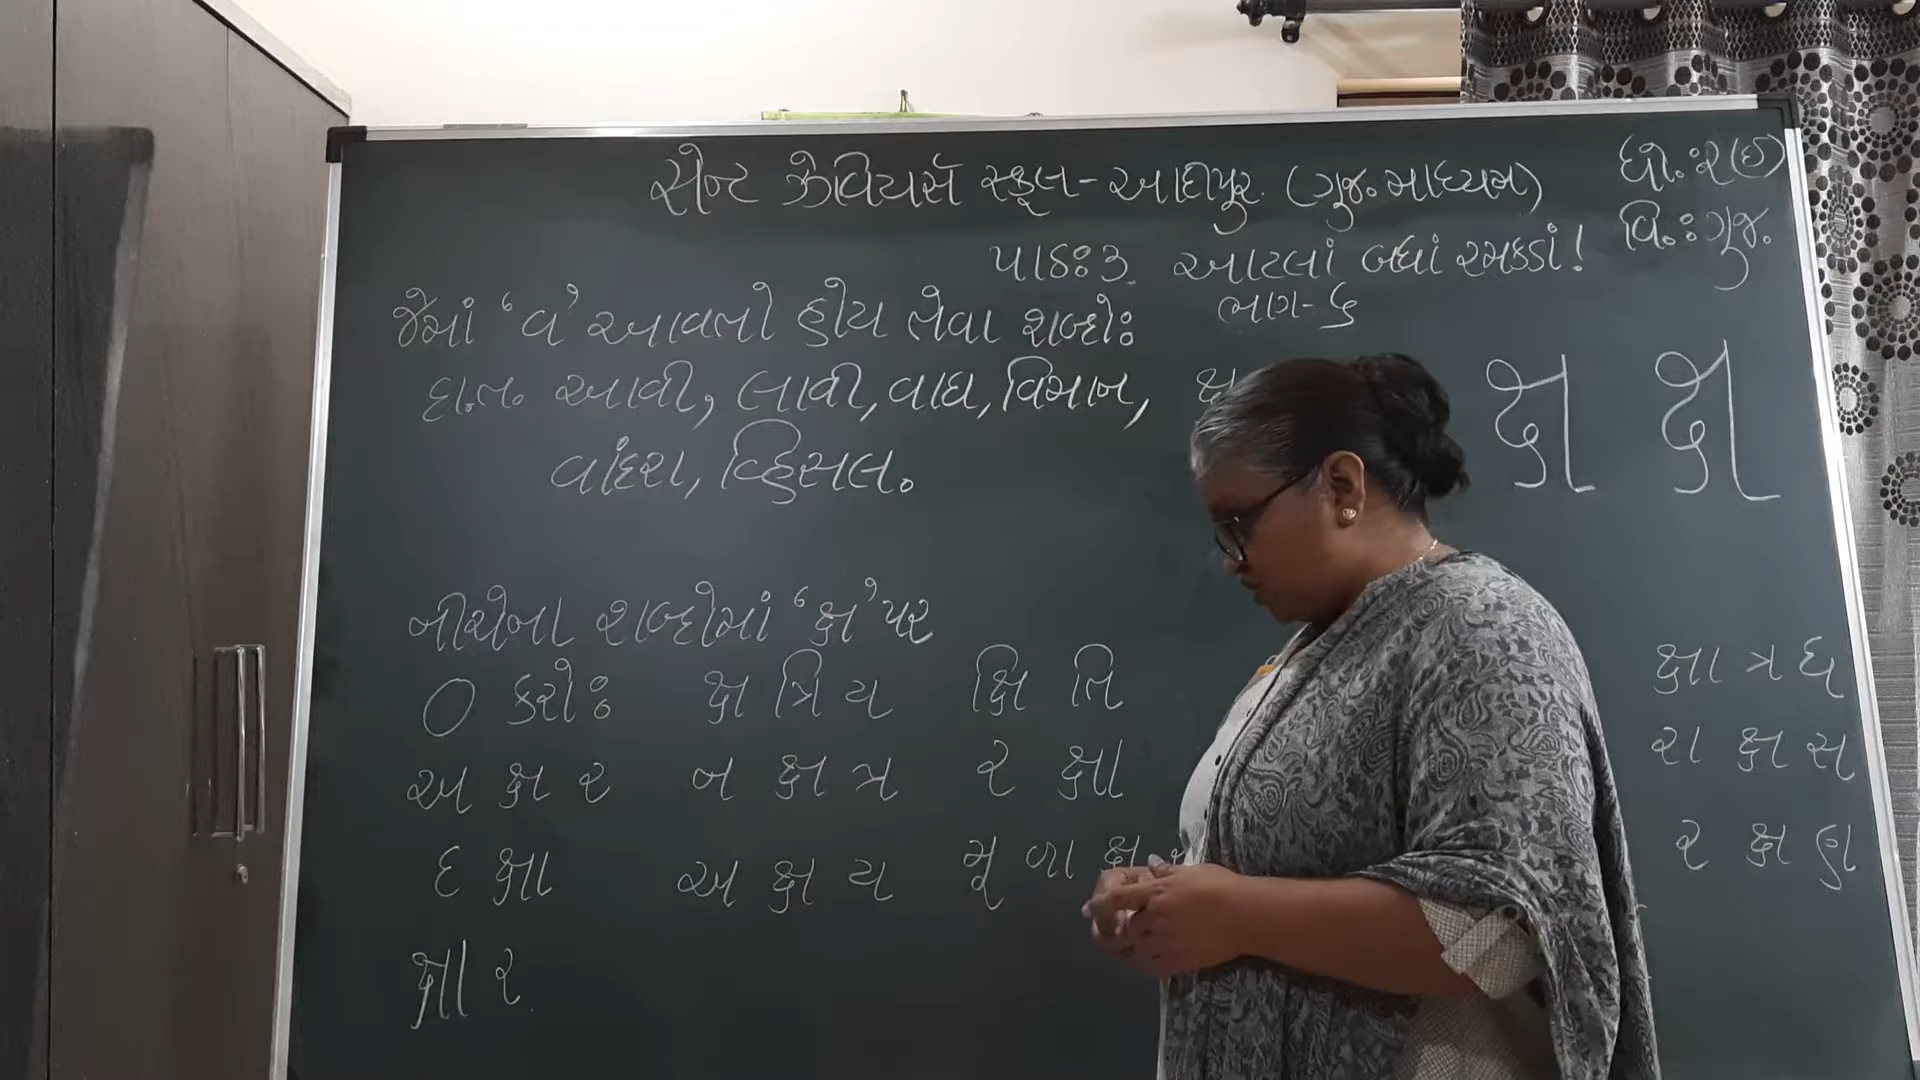 સેન્ટ ઝેવિયર્સ સ્કૂલ-આદીપુર (ગુજ.માધ્યમ)
ધો.:૨(ઈ)
વિ.:ગુજ.
પાઠ:૩ આટલાં બધાં રમકડાં!
ભાગ-૬
જેમાં ‘વ’ આવતો હોય તેવા શબ્દો:
દા.ત. આવી, લાવી, વાઘ, વિમાન,
વાંદરા, વ્હિસલ.
ક્ષ ક્ષ
નીચેના શબ્દોમાં ‘ક્ષ’ પર
O કરો: ક્ષ ત્રિ ય ક્ષિ તિ ક્ષા ત્ર ધ
અ ક્ષ ર ન ક્ષ ત્ર ર ક્ષા રા ક્ષ સ
દ ક્ષા અ ક્ષ ય મૂ ળા ક્ષ ર ક્ષ ણ
ક્ષા ર